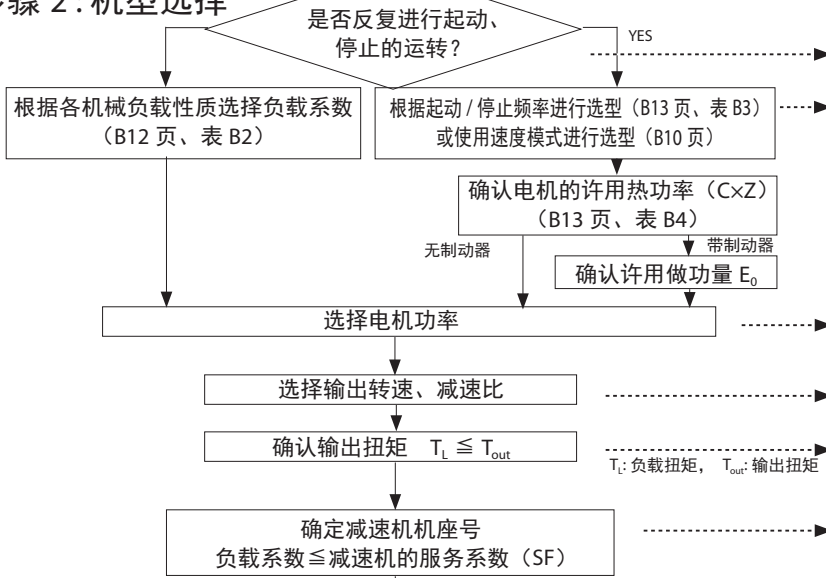 骤 2 : 机型选择
是否反复进行起动、
停止的运转?
YES
根据各机械负载性质选择负载系数
（B12 页、表 B2）
根据起动 / 停止频率进行选型（B13 页、表 B3）
或使用速度模式进行选型（B10 页）
确认电机的许用热功率（C×Z）
（B13 页、表 B4）
无制动器
带制动器
确认许用做功量 E₀
选择电机功率
选择输出转速、减速比
确认输出扭矩 T_L ≦ T_out
T_L: 负载扭矩, T_out: 输出扭矩
确定减速机机座号
负载系数≦减速机的服务系数（SF）